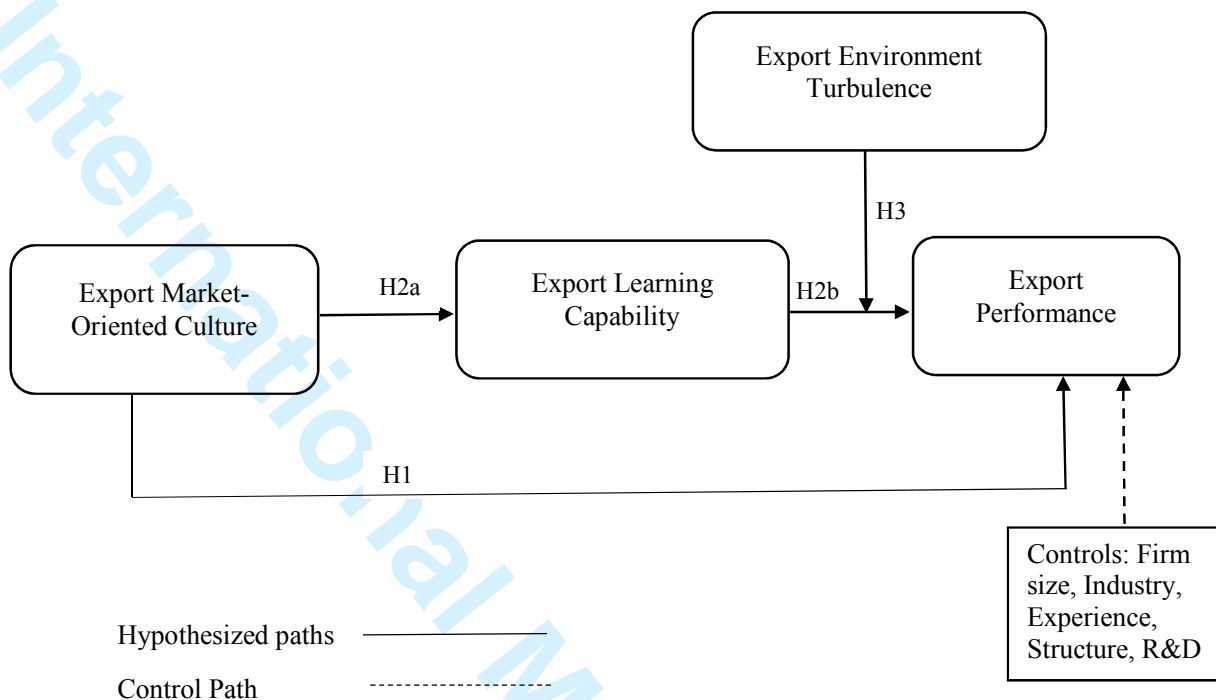 Export Environment
Turbulence
H3
Export Market-
Oriented Culture
H2a
Export Learning
Capability
H2b
Export
Performance
H1
Controls: Firm
size, Industry,
Experience,
Structure, R&D
Hypothesized paths
Control Path
International M